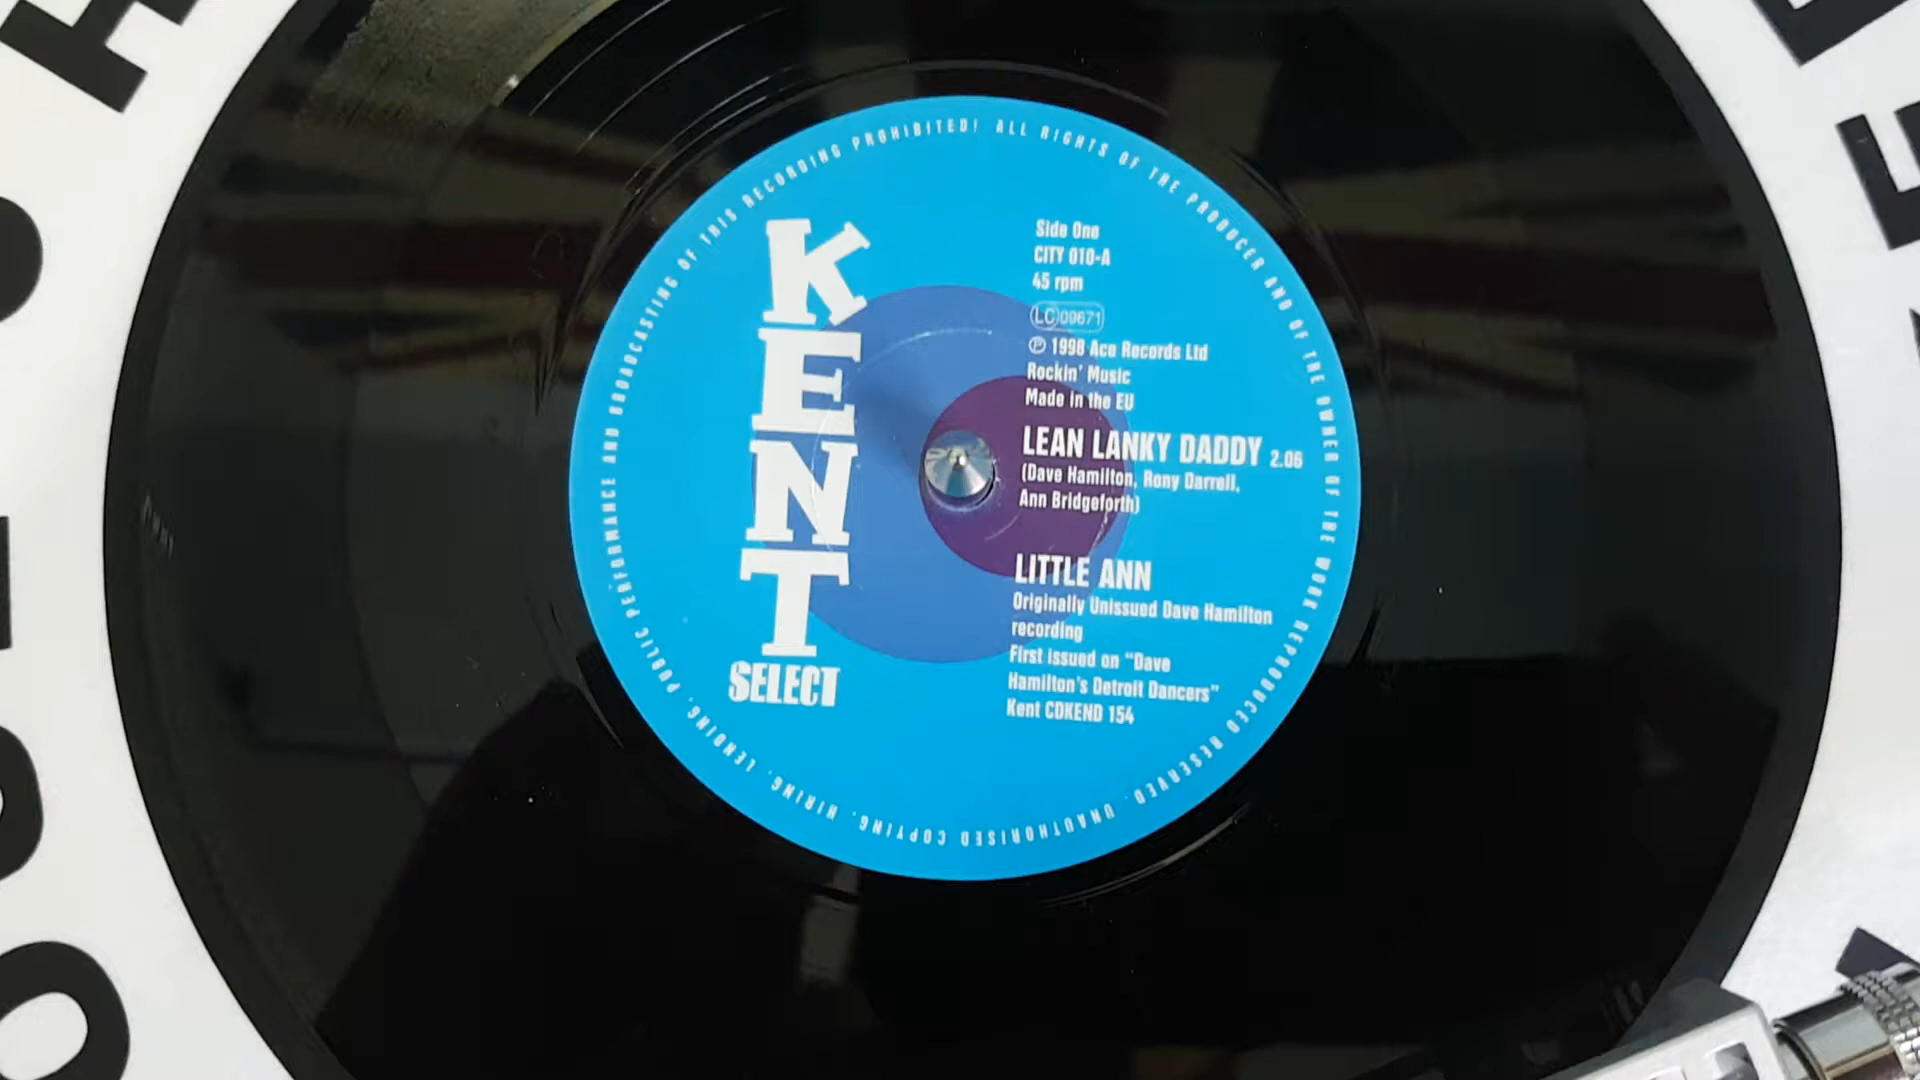 KENT
SELECT
Side One
CITY 010-A
45 rpm
LC 09671
℗ 1998 Ace Records Ltd
Rockin' Music
Made in the EU
LEAN LANKY DADDY 2.06
(Dave Hamilton, Rony Darrell,
Ann Bridgeforth)
LITTLE ANN
Originally Unissued Dave Hamilton
recording
First issued on "Dave
Hamilton's Detroit Dancers"
Kent CDKEND 154
ALL RIGHTS OF THE PRODUCER AND OF THE OWNER OF THE WORK REPRODUCED RESERVED. UNAUTHORISED COPYING, HIRING, LENDING, PUBLIC PERFORMANCE AND BROADCASTING OF THIS RECORDING PROHIBITED!